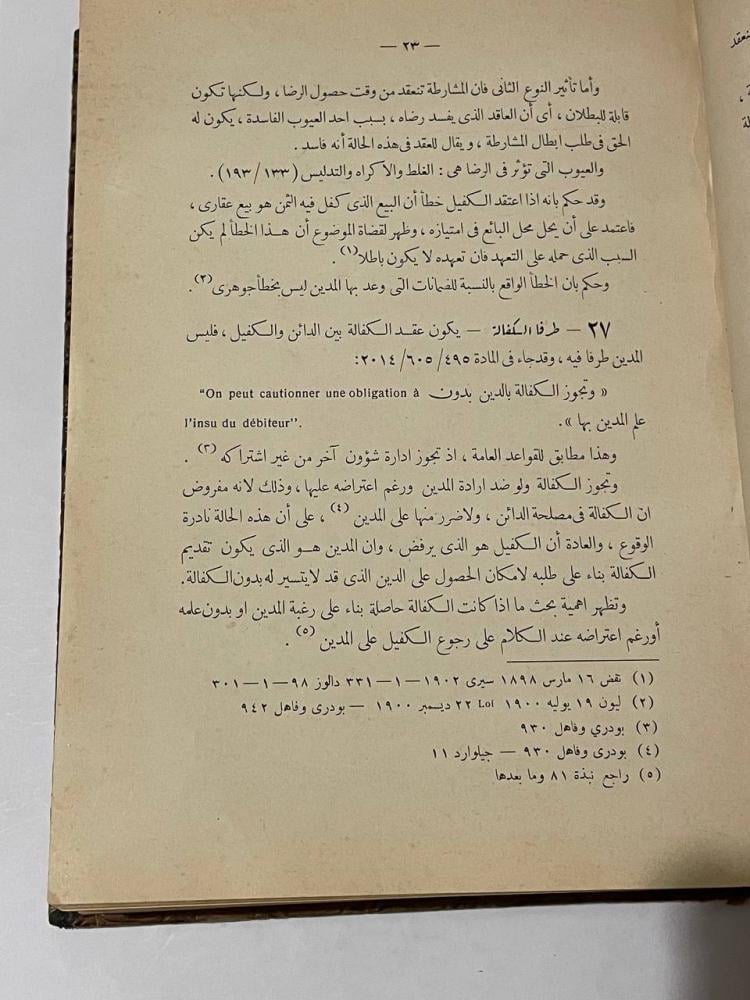 — ٢٣ —
وأما تأثير النوع الثانى فان المشارطة تنعقد من وقت حصول الرضا ، ولكنها تكون
قابلة للبطلان ، أى أن العاقد الذى يفسد رضاه ، بسبب احد العيوب الفاسدة ، يكون له
الحق فى طلب ابطال المشارطة ، ويقال للعقد فى هذه الحالة أنه فاسد .
والعيوب التى تؤثر فى الرضا هى : الغلط والاكراه والتدليس ( ١٣٣ / ١٩٣ ) .
وقد حكم بانه اذا اعتقد الكفيل خطأ أن البيع الذى كفل فيه الثمن هو بيع عقارى ،
فاعتمد على أن يحل محل البائع فى امتيازه ، وظهر لقضاة الموضوع أن هذا الخطأ لم يكن
السبب الذى حمله على التعهد فان تعهده لا يكون باطلا (١) .
وحكم بان الخطأ الواقع بالنسبة للضمانات التى وعد بها المدين ليس بخطأ جوهرى (٢) .
٢٧ — طرفا الكفالة — يكون عقد الكفالة بين الدائن والكفيل ، فليس
المدين طرفا فيه ، وقد جاء فى المادة ٤٩٥ / ٦٠٥ / ٢٠١٤ :
« وتجوز الكفالة بالدين بدون "On peut cautionner une obligation à
علم المدين بها » . l'insu du débiteur".
وهذا مطابق للقواعد العامة ، اذ تجوز ادارة شؤون آخر من غير اشتراكه (٣) .
وتجوز الكفالة ولو ضد ارادة المدين ورغم اعتراضه عليها ، وذلك لانه مفروض
ان الكفالة فى مصلحة الدائن ، ولا ضرر منها على المدين (٤) ، على أن هذه الحالة نادرة
الوقوع ، والعادة أن الكفيل هو الذى يرفض ، وان المدين هو الذى يكون تقديم
الكفالة بناء على طلبه لامكان الحصول على الدين الذى قد لا يتسير له بدون الكفالة .
وتظهر اهمية بحث ما اذا كانت الكفالة حاصلة بناء على رغبة المدين او بدون علمه
أو رغم اعتراضه عند الكلام على رجوع الكفيل على المدين (٥) .
(١) نقض ١٦ مارس ١٨٩٨ سيرى ١٩٠٢ — ١ — ٣٣١ دالوز ٩٨ — ١ — ٣٠١
(٢) ليون ١٩ يوليه ١٩٠٠ Loi ٢٢ ديسمبر ١٩٠٠ — بودرى وفاهل ٩٤٢
(٣) بودري وفاهل ٩٣٠
(٤) بودرى وفاهل ٩٣٠ — جيلوارد ١١
(٥) راجع نبذة ٨١ وما بعدها